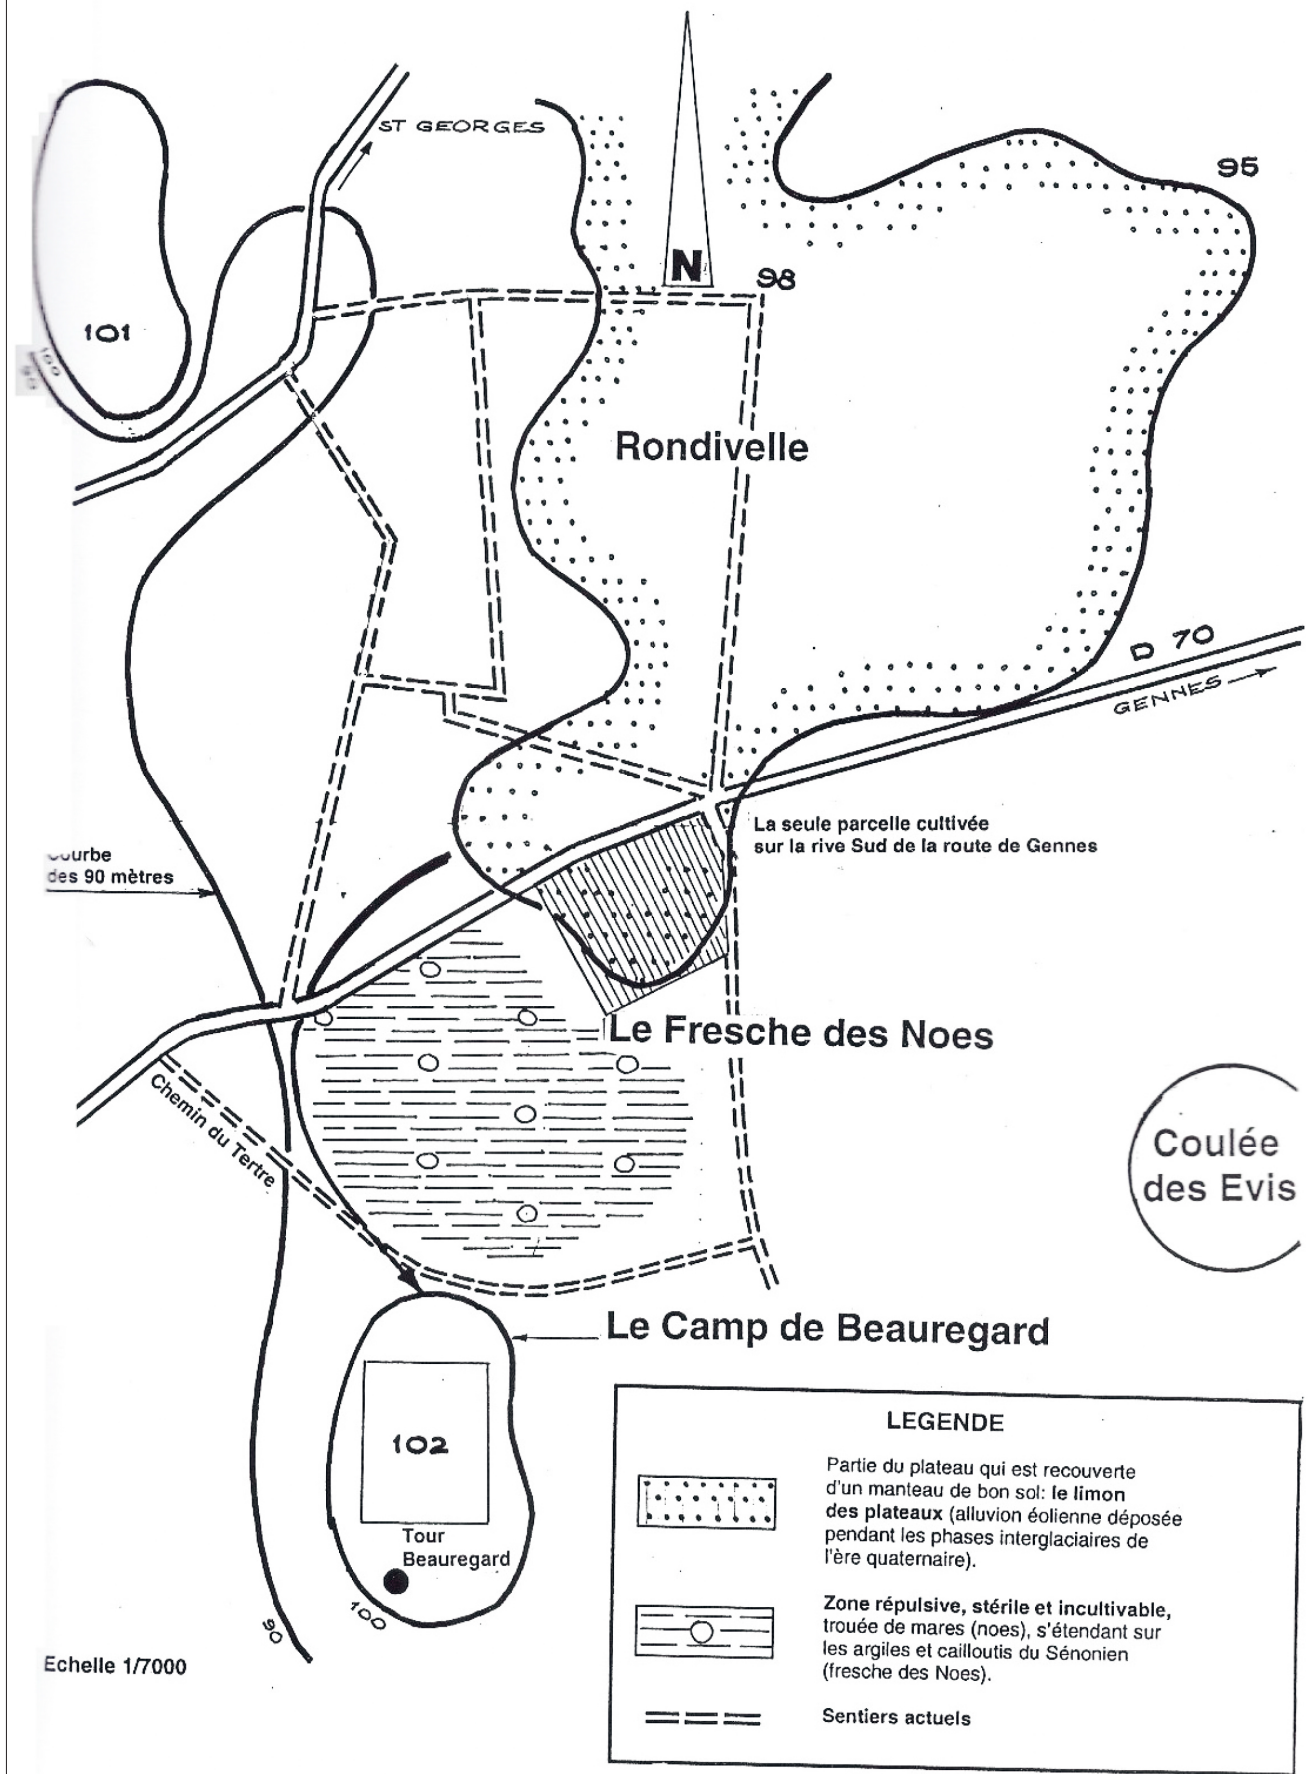 ST GEORGES
95
N
98
101
100
90
Rondivelle
D 70
GENNES
La seule parcelle cultivée
sur la rive Sud de la route de Gennes
Courbe
des 90 mètres
Le Fresche des Noes
Chemin du Tertre
Coulée
des Evis
Le Camp de Beauregard
102
Tour
Beauregard
100
90
Echelle 1/7000
LEGENDE
Partie du plateau qui est recouverte
d'un manteau de bon sol: le limon
des plateaux (alluvion éolienne déposée
pendant les phases interglaciaires de
l'ère quaternaire).
Zone répulsive, stérile et incultivable,
trouée de mares (noes), s'étendant sur
les argiles et cailloutis du Sénonien
(fresche des Noes).
Sentiers actuels